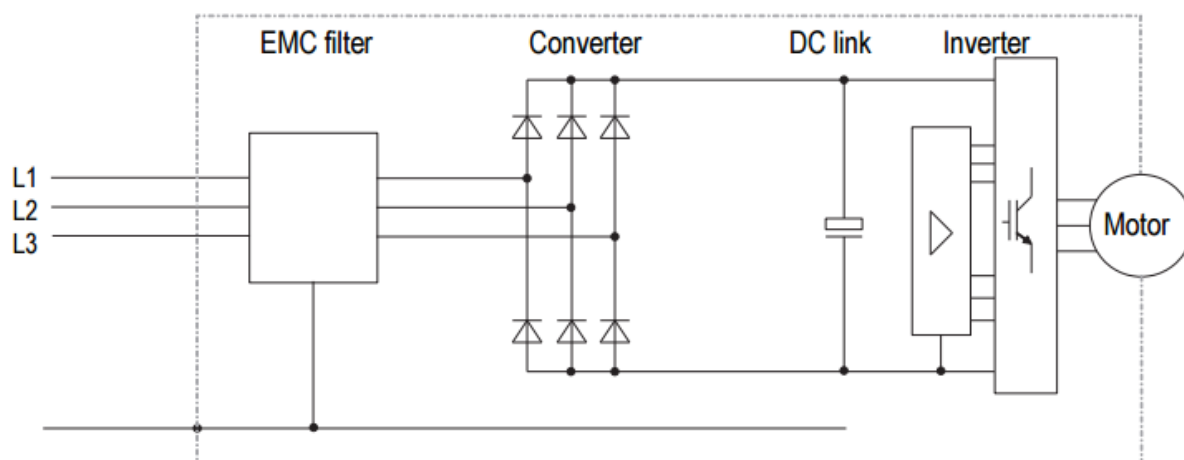 EMC filter
Converter
DC link
Inverter
L1
L2
L3
Motor